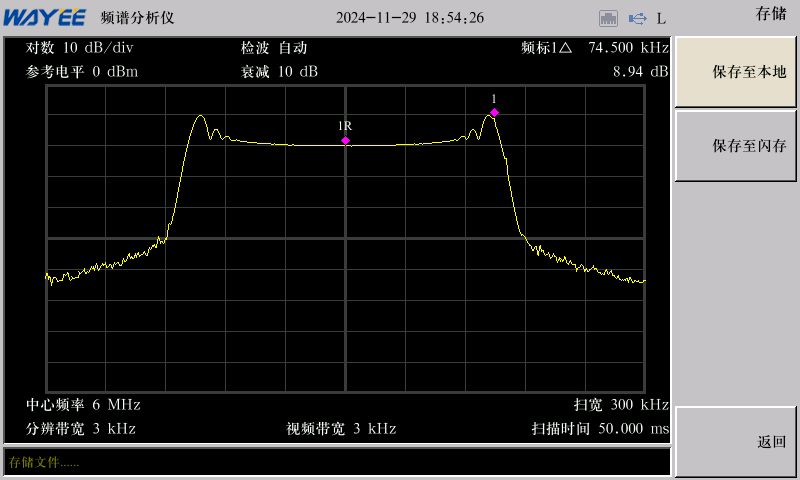 WAYEE 频谱分析仪 2024-11-29 18:54:26 L 存储
对数 10 dB/div 检波 自动 频标1△ 74.500 kHz
参考电平 0 dBm 衰减 10 dB 8.94 dB
保存至本地
1
1R
保存至闪存
中心频率 6 MHz 扫宽 300 kHz
分辨带宽 3 kHz 视频带宽 3 kHz 扫描时间 50.000 ms
返回
存储文件......